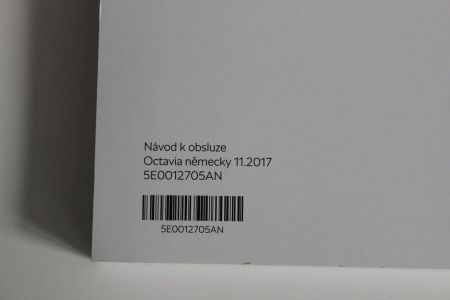 Návod k obsluze
Octavia německy 11.2017
5E0012705AN
5E0012705AN